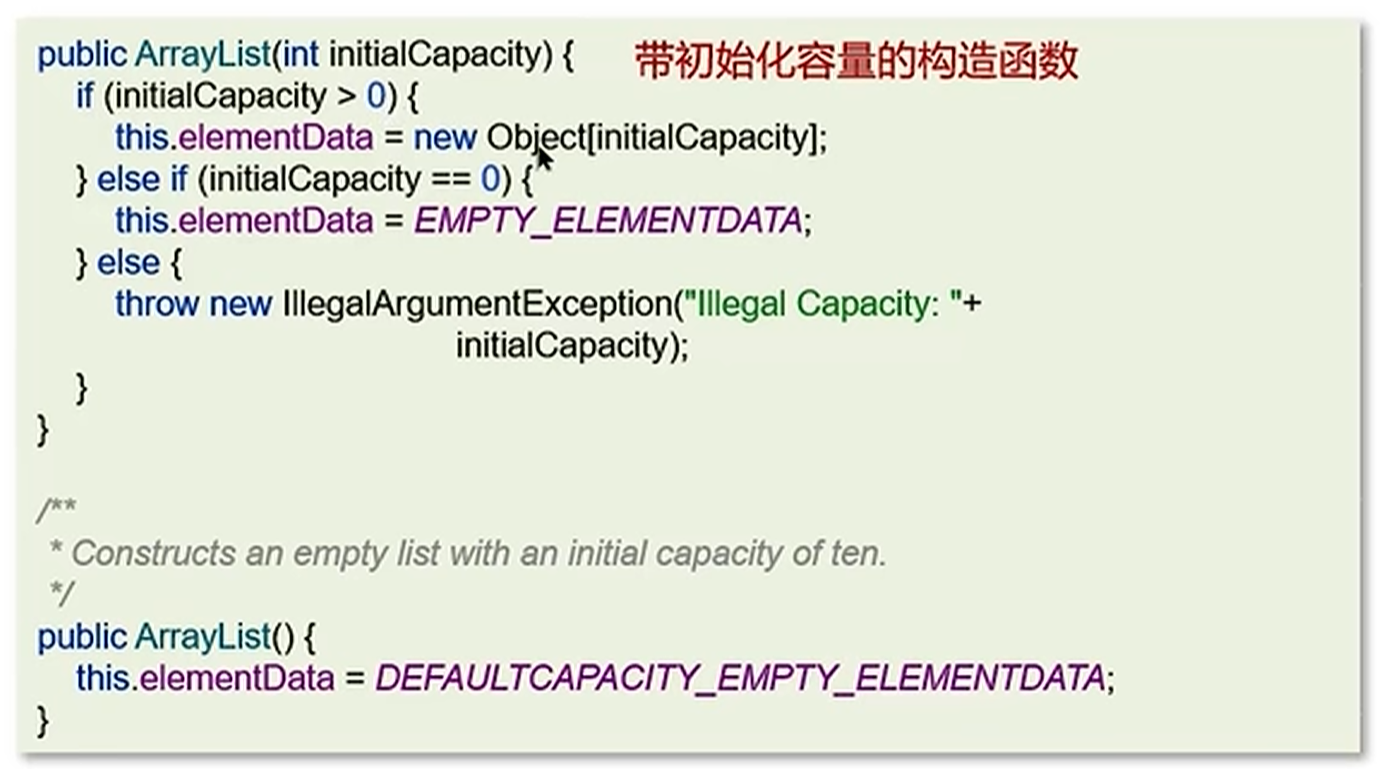 public ArrayList(int initialCapacity) { 带初始化容量的构造函数
if (initialCapacity > 0) {
this.elementData = new Object[initialCapacity];
} else if (initialCapacity == 0) {
this.elementData = EMPTY_ELEMENTDATA;
} else {
throw new IllegalArgumentException("Illegal Capacity: "+
initialCapacity);
}
}
/**
* Constructs an empty list with an initial capacity of ten.
*/
public ArrayList() {
this.elementData = DEFAULTCAPACITY_EMPTY_ELEMENTDATA;
}